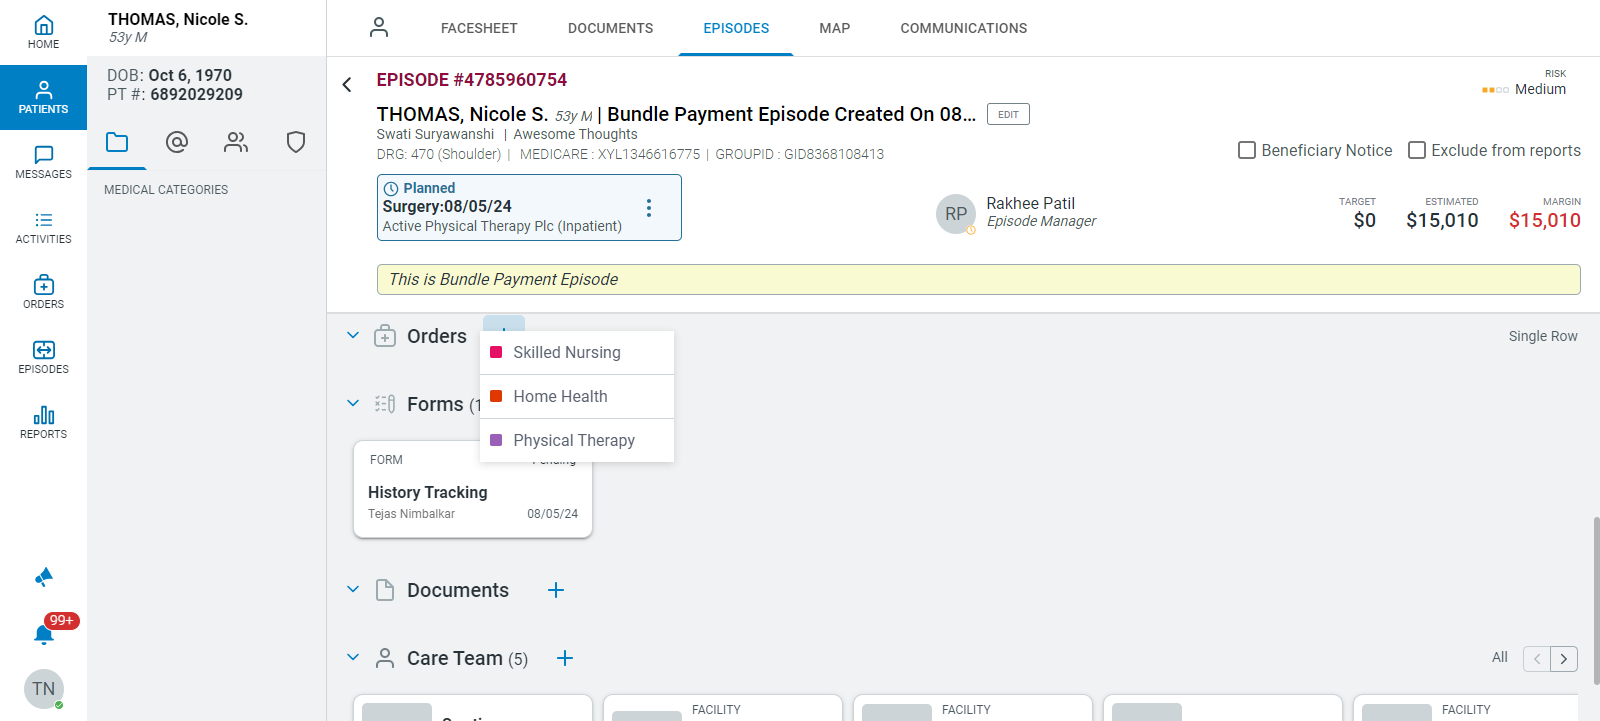 HOME
PATIENTS
MESSAGES
ACTIVITIES
ORDERS
EPISODES
REPORTS
99+
TN
THOMAS, Nicole S.
53y M
DOB: Oct 6, 1970
PT #: 6892029209
MEDICAL CATEGORIES
FACESHEET
DOCUMENTS
EPISODES
MAP
COMMUNICATIONS
EPISODE #4785960754
THOMAS, Nicole S. 53y M | Bundle Payment Episode Created On 08...
EDIT
Swati Suryawanshi | Awesome Thoughts
DRG: 470 (Shoulder) | MEDICARE : XYL1346616775 | GROUPID : GID8368108413
RISK
Medium
Beneficiary Notice
Exclude from reports
Planned
Surgery:08/05/24
Active Physical Therapy Plc (Inpatient)
RP
Rakhee Patil
Episode Manager
TARGET
$0
ESTIMATED
$15,010
MARGIN
$15,010
This is Bundle Payment Episode
Orders
Single Row
Skilled Nursing
Home Health
Physical Therapy
Forms
FORM
Pending
History Tracking
Tejas Nimbalkar
08/05/24
Documents
Care Team (5)
All
FACILITY
FACILITY
FACILITY